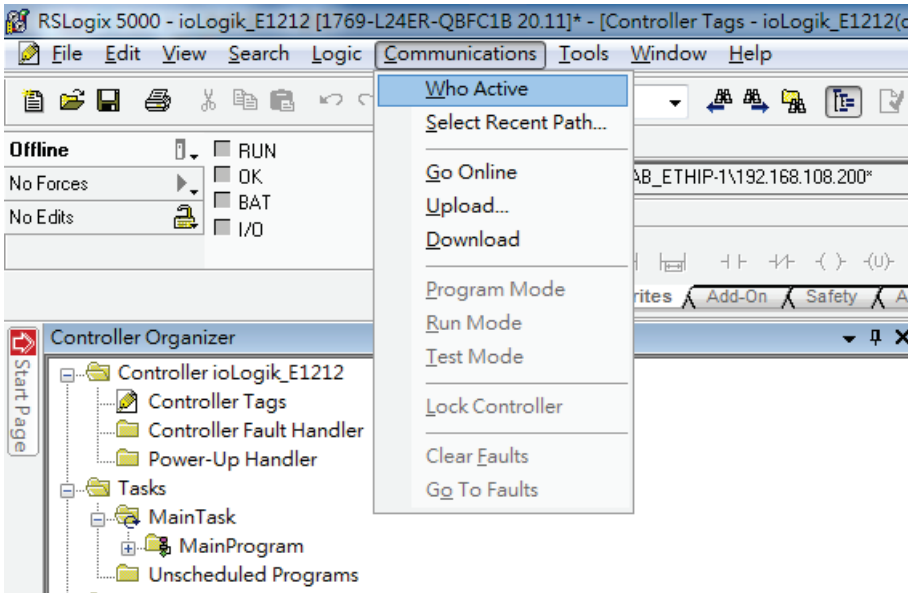 RSLogix 5000 - ioLogik_E1212 [1769-L24ER-QBFC1B 20.11]* - [Controller Tags - ioLogik_E1212(c
File Edit View Search Logic Communications Tools Window Help
Who Active
Select Recent Path...
Go Online
Upload...
Download
Program Mode
Run Mode
Test Mode
Lock Controller
Clear Faults
Go To Faults
Offline
RUN
No Forces
OK
BAT
No Edits
I/O
AB_ETHIP-1\192.168.108.200*
rites Add-On Safety A
Start Page
Controller Organizer
Controller ioLogik_E1212
Controller Tags
Controller Fault Handler
Power-Up Handler
Tasks
MainTask
MainProgram
Unscheduled Programs